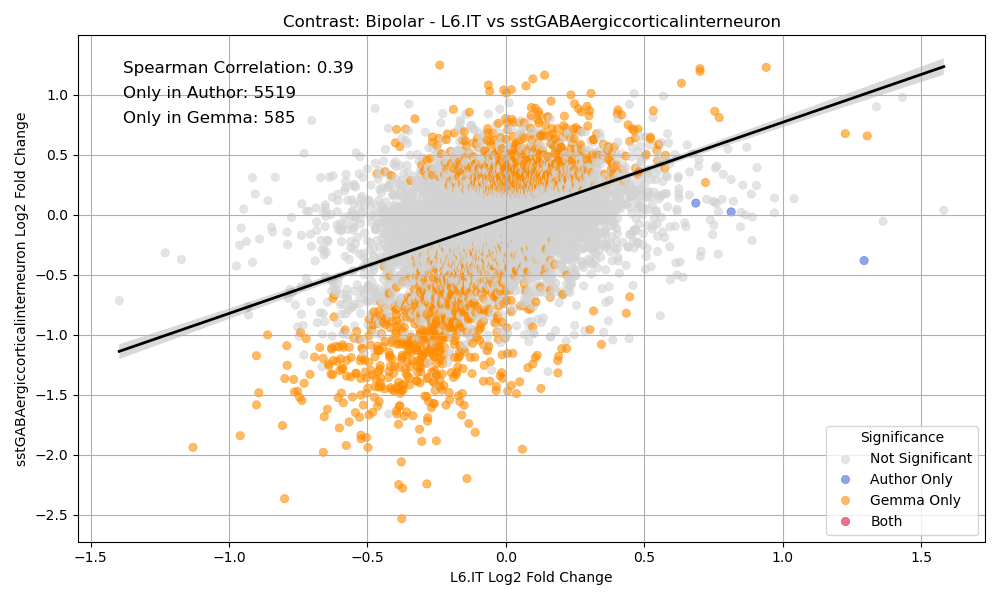 Contrast: Bipolar - L6.IT vs sstGABAergiccorticalinterneuron
Spearman Correlation: 0.39
Only in Author: 5519
Only in Gemma: 585
sstGABAergiccorticalinterneuron Log2 Fold Change
1.0
0.5
0.0
−0.5
−1.0
−1.5
−2.0
−2.5
Significance
Not Significant
Author Only
Gemma Only
Both
−1.5 −1.0 −0.5 0.0 0.5 1.0 1.5
L6.IT Log2 Fold Change